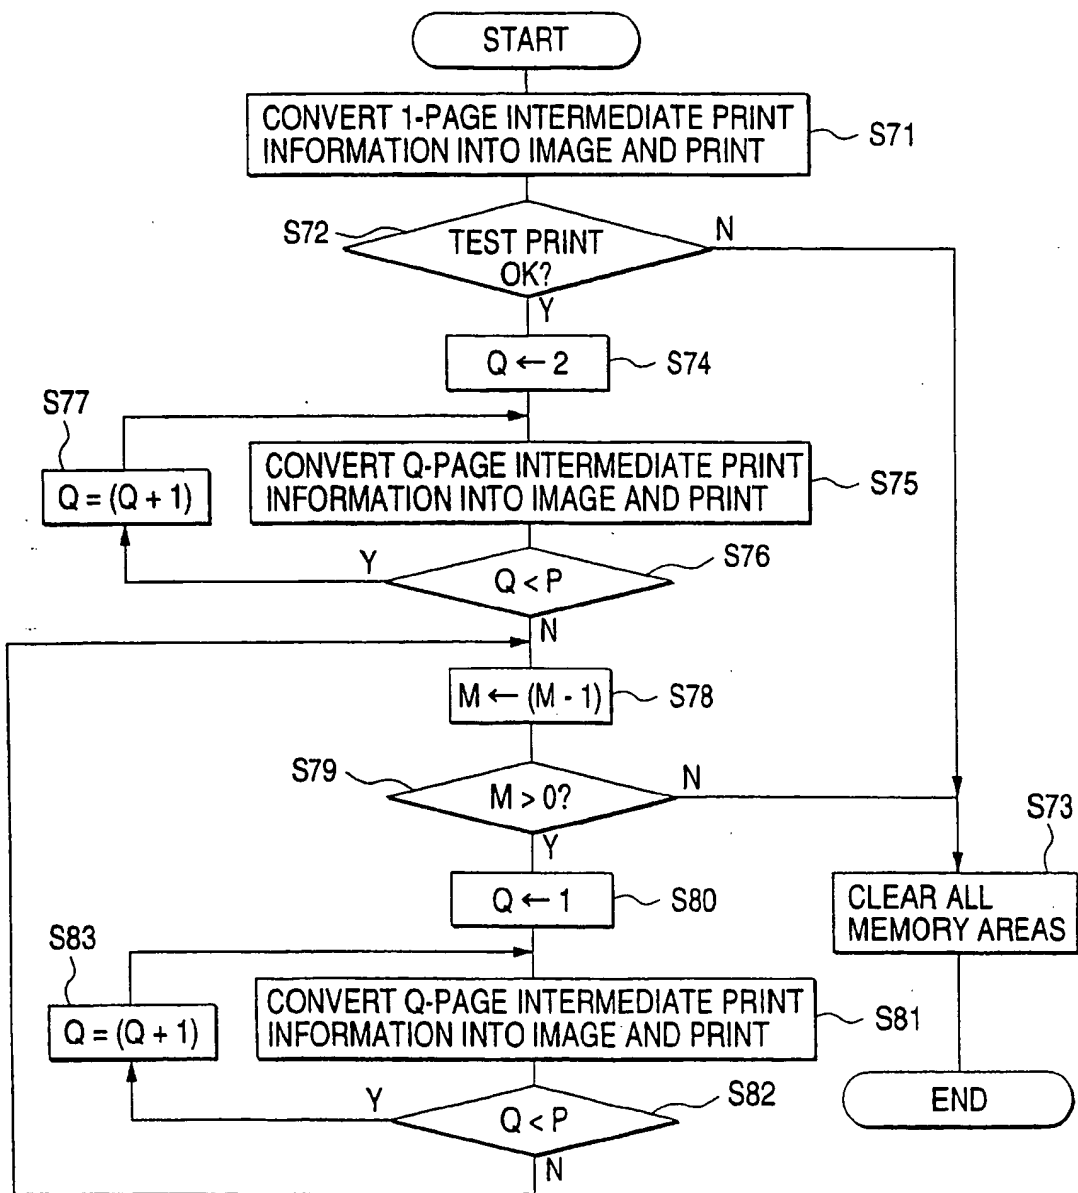 START
CONVERT 1-PAGE INTERMEDIATE PRINT
INFORMATION INTO IMAGE AND PRINT
S71
S72
TEST PRINT
OK?
N
Y
Q ← 2
S74
S77
Q = (Q + 1)
CONVERT Q-PAGE INTERMEDIATE PRINT
INFORMATION INTO IMAGE AND PRINT
S75
Y
Q < P
S76
N
M ← (M - 1)
S78
S79
M > 0?
N
Y
S73
CLEAR ALL
MEMORY AREAS
Q ← 1
S80
S83
Q = (Q + 1)
CONVERT Q-PAGE INTERMEDIATE PRINT
INFORMATION INTO IMAGE AND PRINT
S81
Y
Q < P
S82
N
END